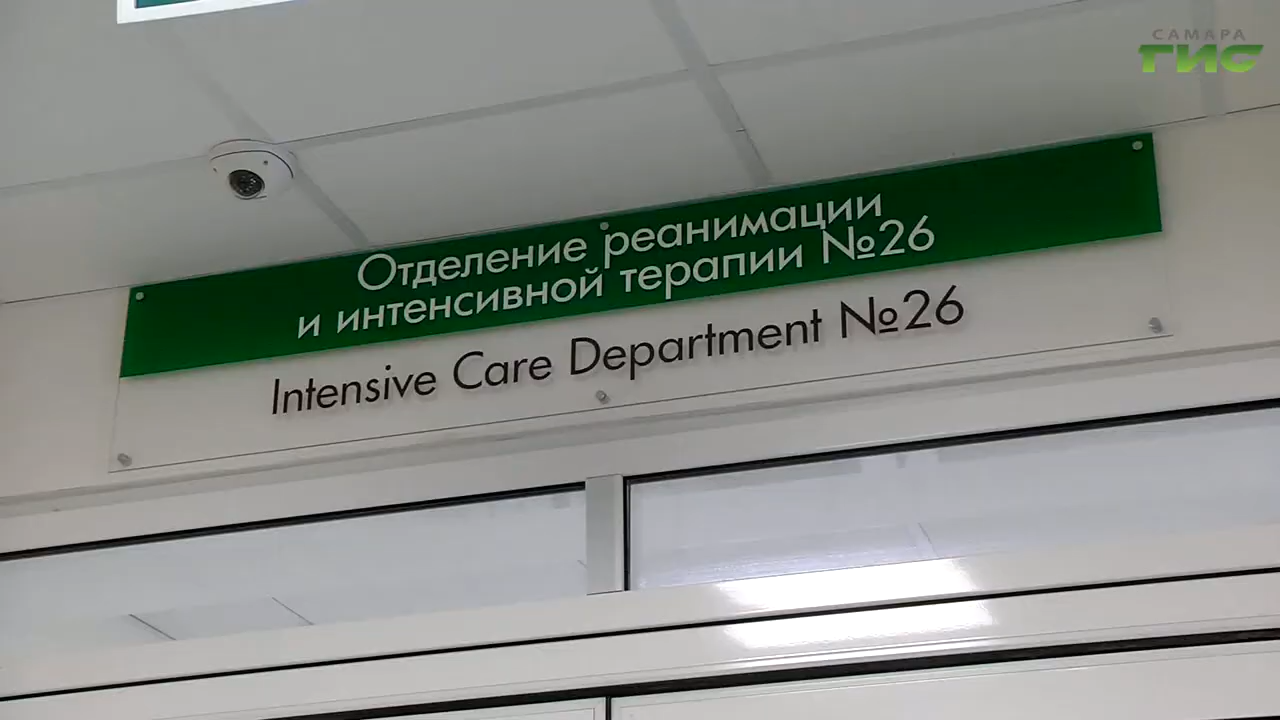 САМАРА
ГИС
Отделение реанимации
и интенсивной терапии №26
Intensive Care Department №26